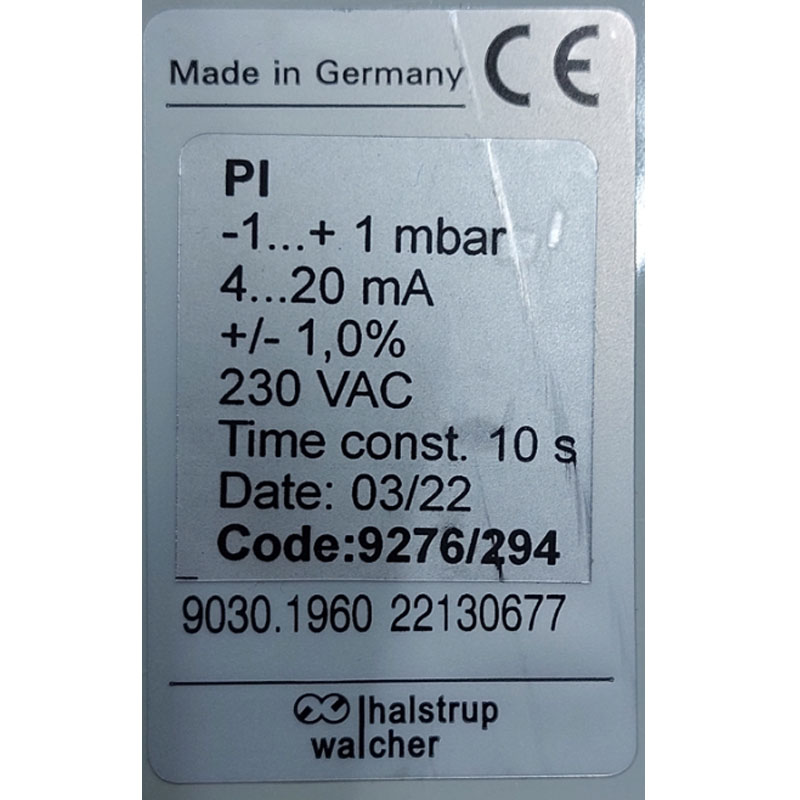 Made in Germany CE
PI
-1...+ 1 mbar
4...20 mA
+/- 1,0%
230 VAC
Time const. 10 s
Date: 03/22
Code:9276/294
9030.1960 22130677
halstrup
walcher